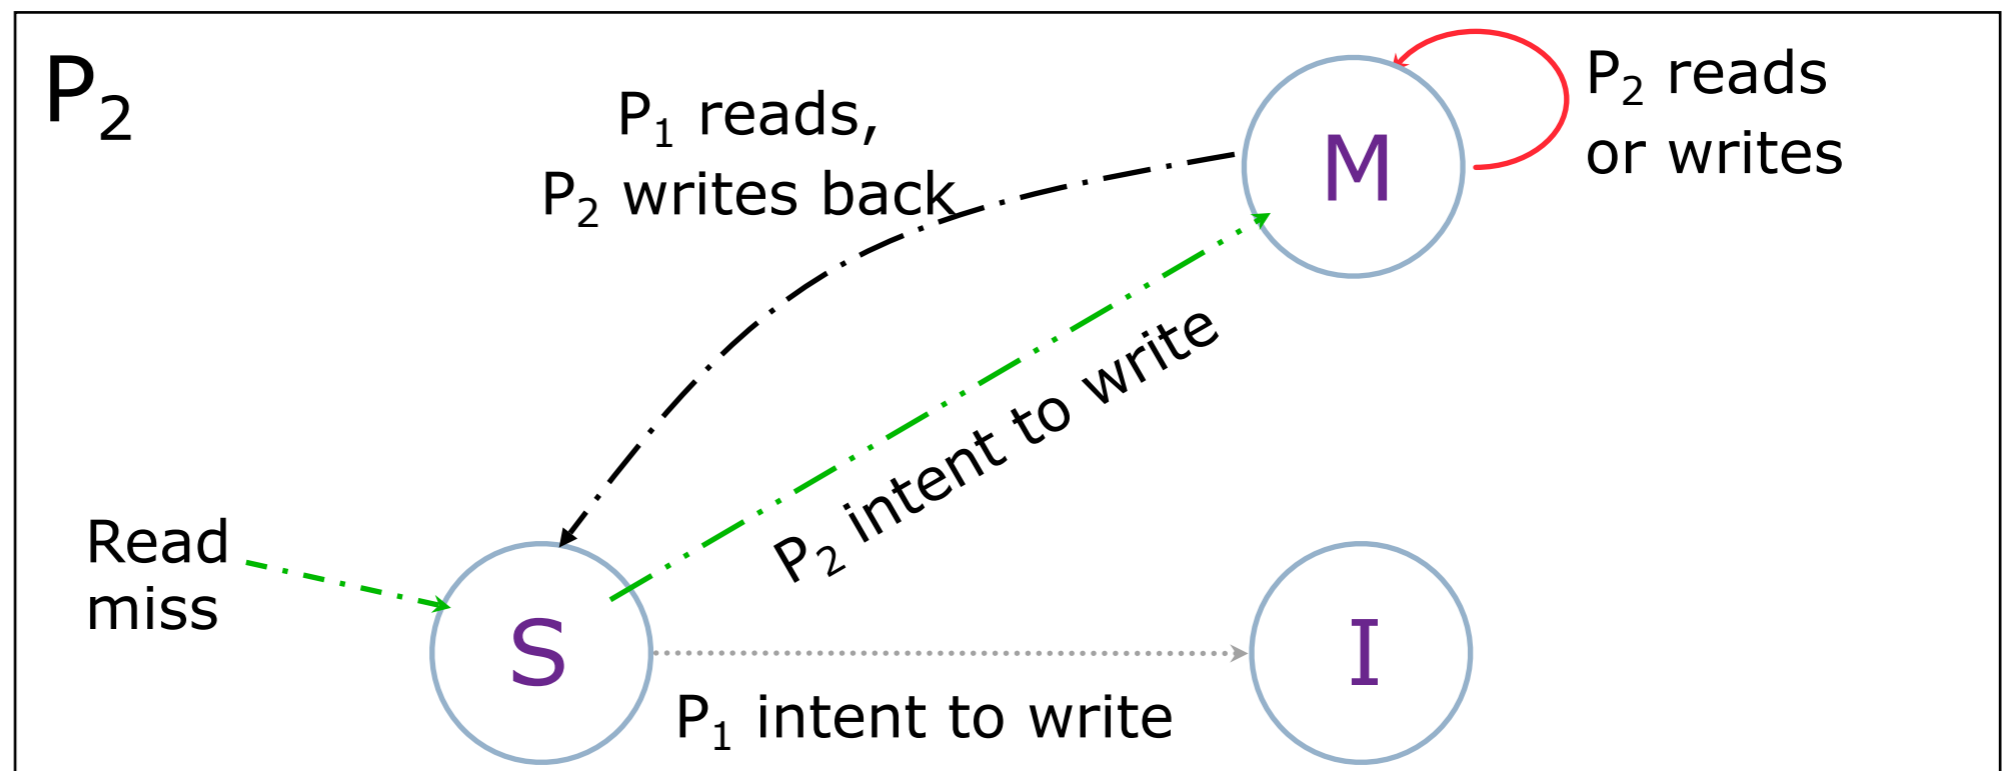 P₂
P₁ reads,
P₂ writes back
M
P₂ reads
or writes
P₂ intent to write
Read
miss
S
I
P₁ intent to write